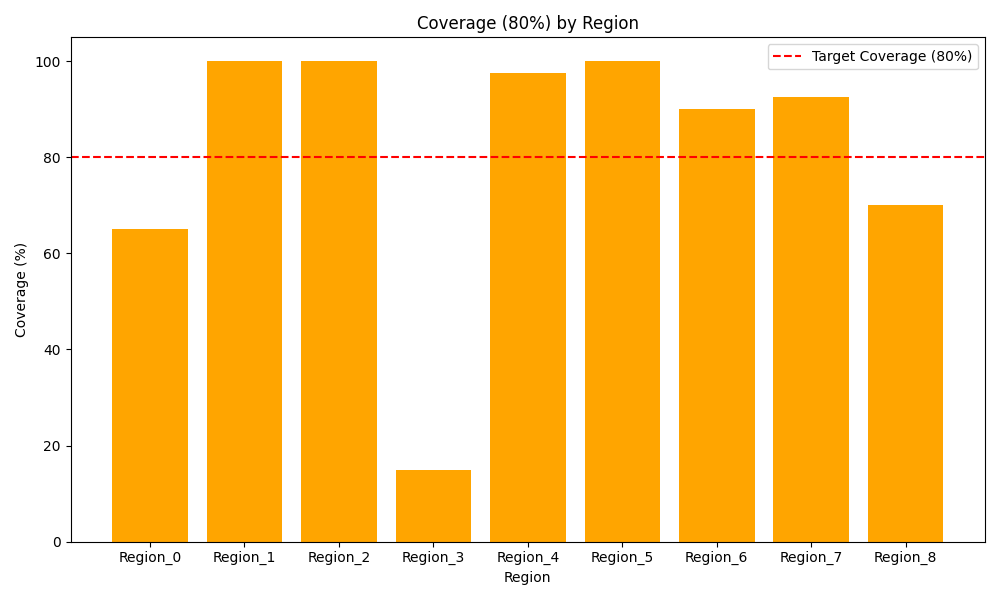 Coverage (80%) by Region
Target Coverage (80%)
Coverage (%)
100
80
60
40
20
0
Region_0 Region_1 Region_2 Region_3 Region_4 Region_5 Region_6 Region_7 Region_8
Region